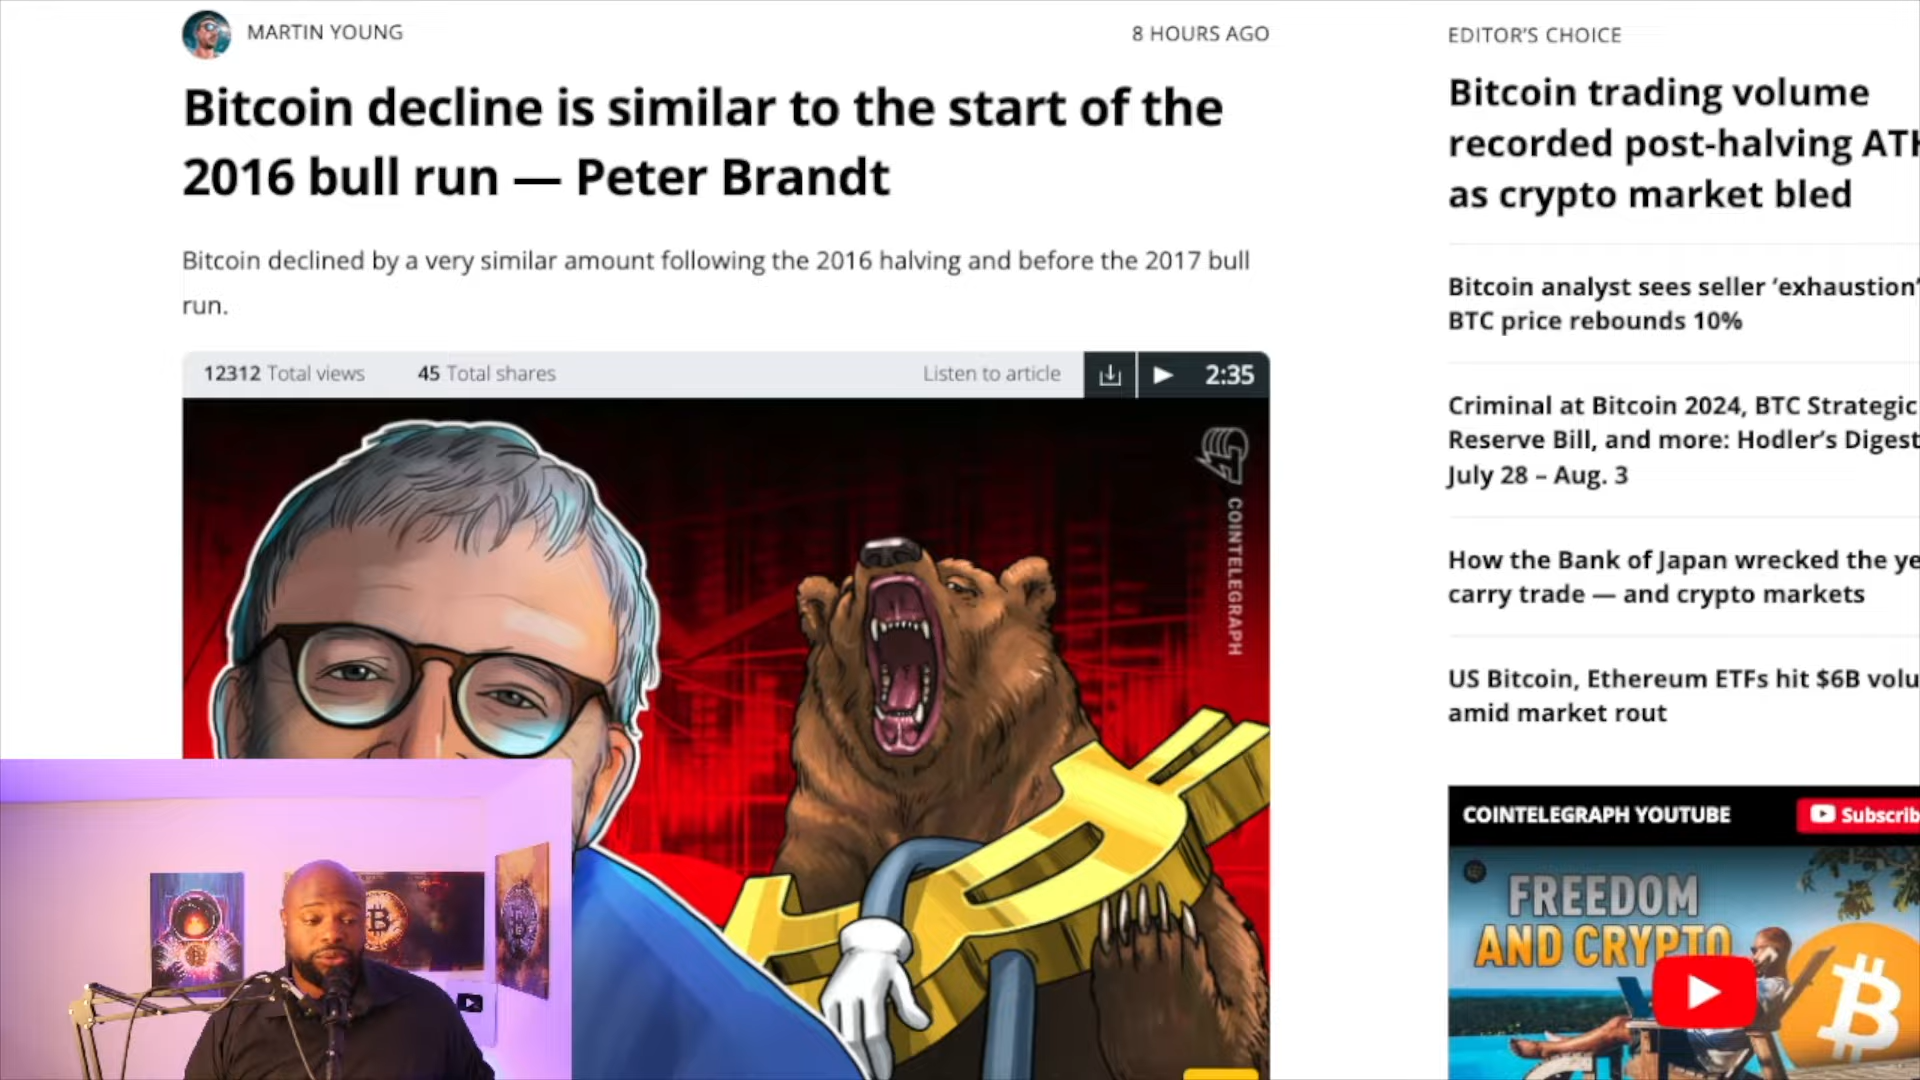 MARTIN YOUNG
8 HOURS AGO
Bitcoin decline is similar to the start of the
2016 bull run — Peter Brandt
Bitcoin declined by a very similar amount following the 2016 halving and before the 2017 bull
run.
12312 Total views 45 Total shares Listen to article 2:35
COINTELEGRAPH
EDITOR'S CHOICE
Bitcoin trading volume
recorded post-halving ATH
as crypto market bled
Bitcoin analyst sees seller ‘exhaustion’
BTC price rebounds 10%
Criminal at Bitcoin 2024, BTC Strategic
Reserve Bill, and more: Hodler’s Digest
July 28 – Aug. 3
How the Bank of Japan wrecked the ye
carry trade — and crypto markets
US Bitcoin, Ethereum ETFs hit $6B volu
amid market rout
COINTELEGRAPH YOUTUBE Subscrib
FREEDOM
AND CRYPTO